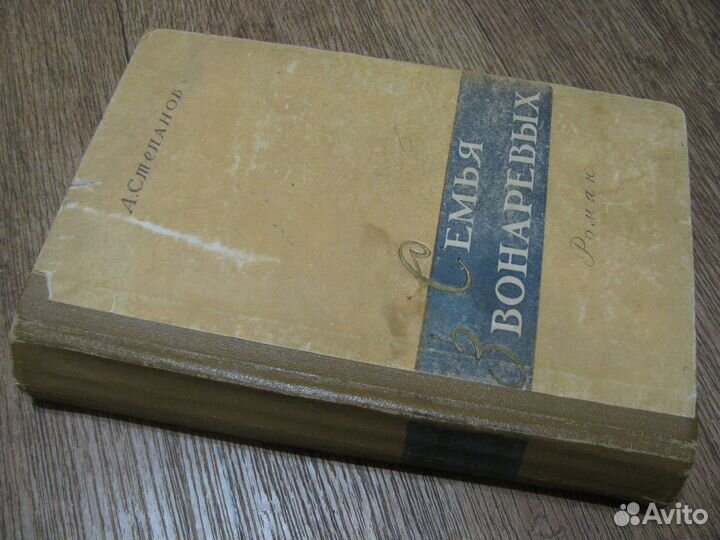 А. Степанов
Семья
Звонаревых
Роман
Avito